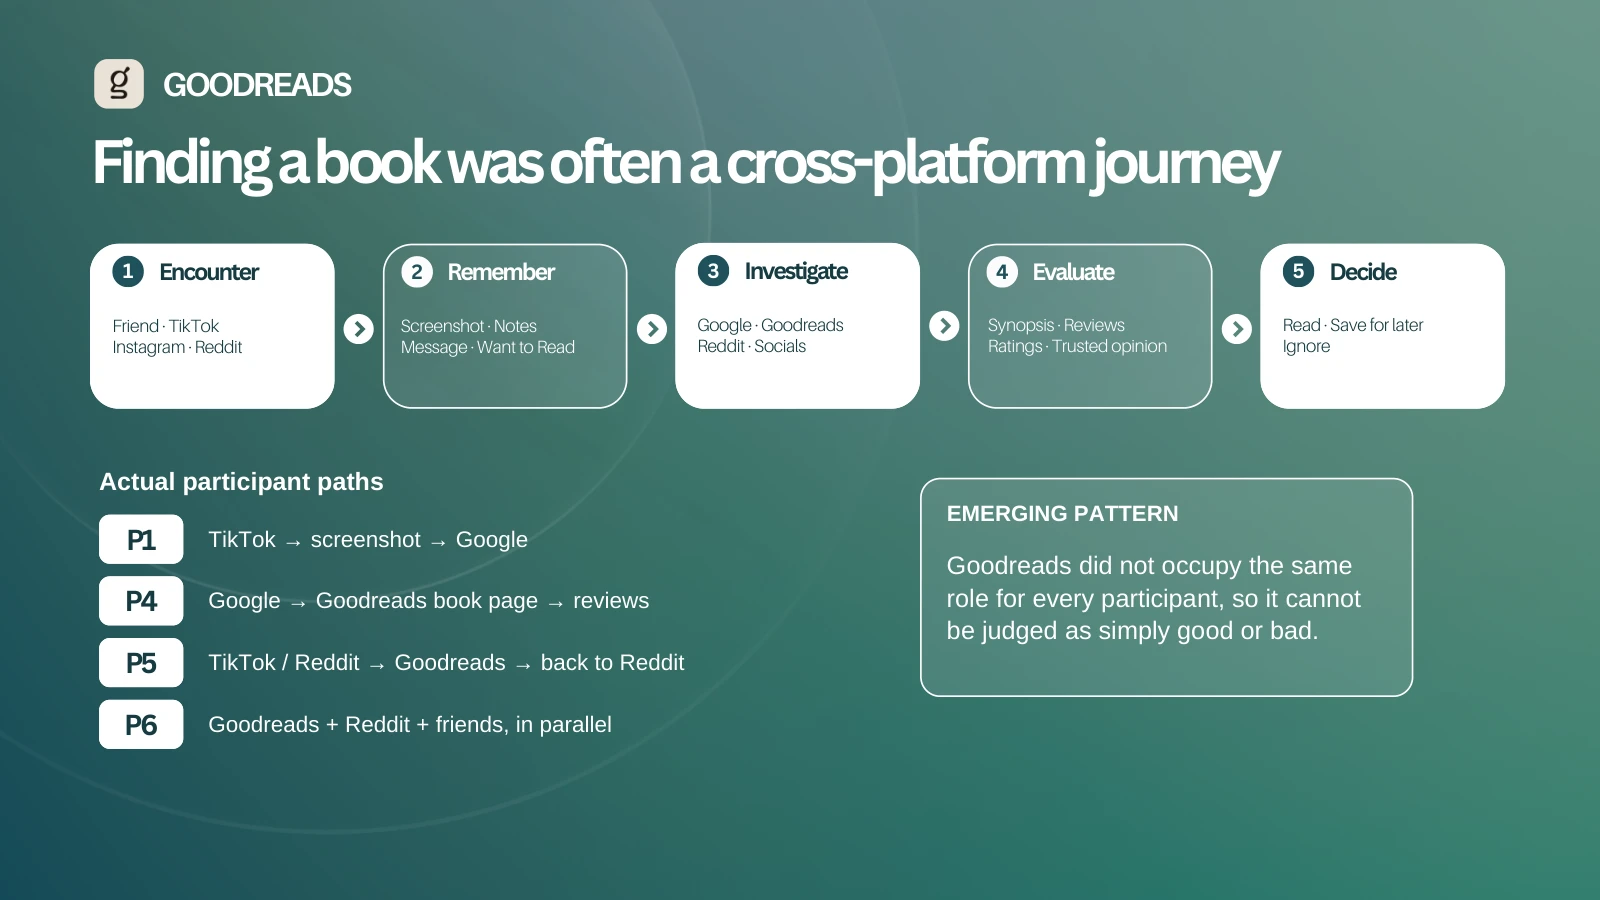 g GOODREADS
Finding a book was often a cross-platform journey
1 Encounter
Friend · TikTok
Instagram · Reddit
2 Remember
Screenshot · Notes
Message · Want to Read
3 Investigate
Google · Goodreads
Reddit · Socials
4 Evaluate
Synopsis · Reviews
Ratings · Trusted opinion
5 Decide
Read · Save for later
Ignore
Actual participant paths
P1 TikTok → screenshot → Google
P4 Google → Goodreads book page → reviews
P5 TikTok / Reddit → Goodreads → back to Reddit
P6 Goodreads + Reddit + friends, in parallel
EMERGING PATTERN
Goodreads did not occupy the same
role for every participant, so it cannot
be judged as simply good or bad.